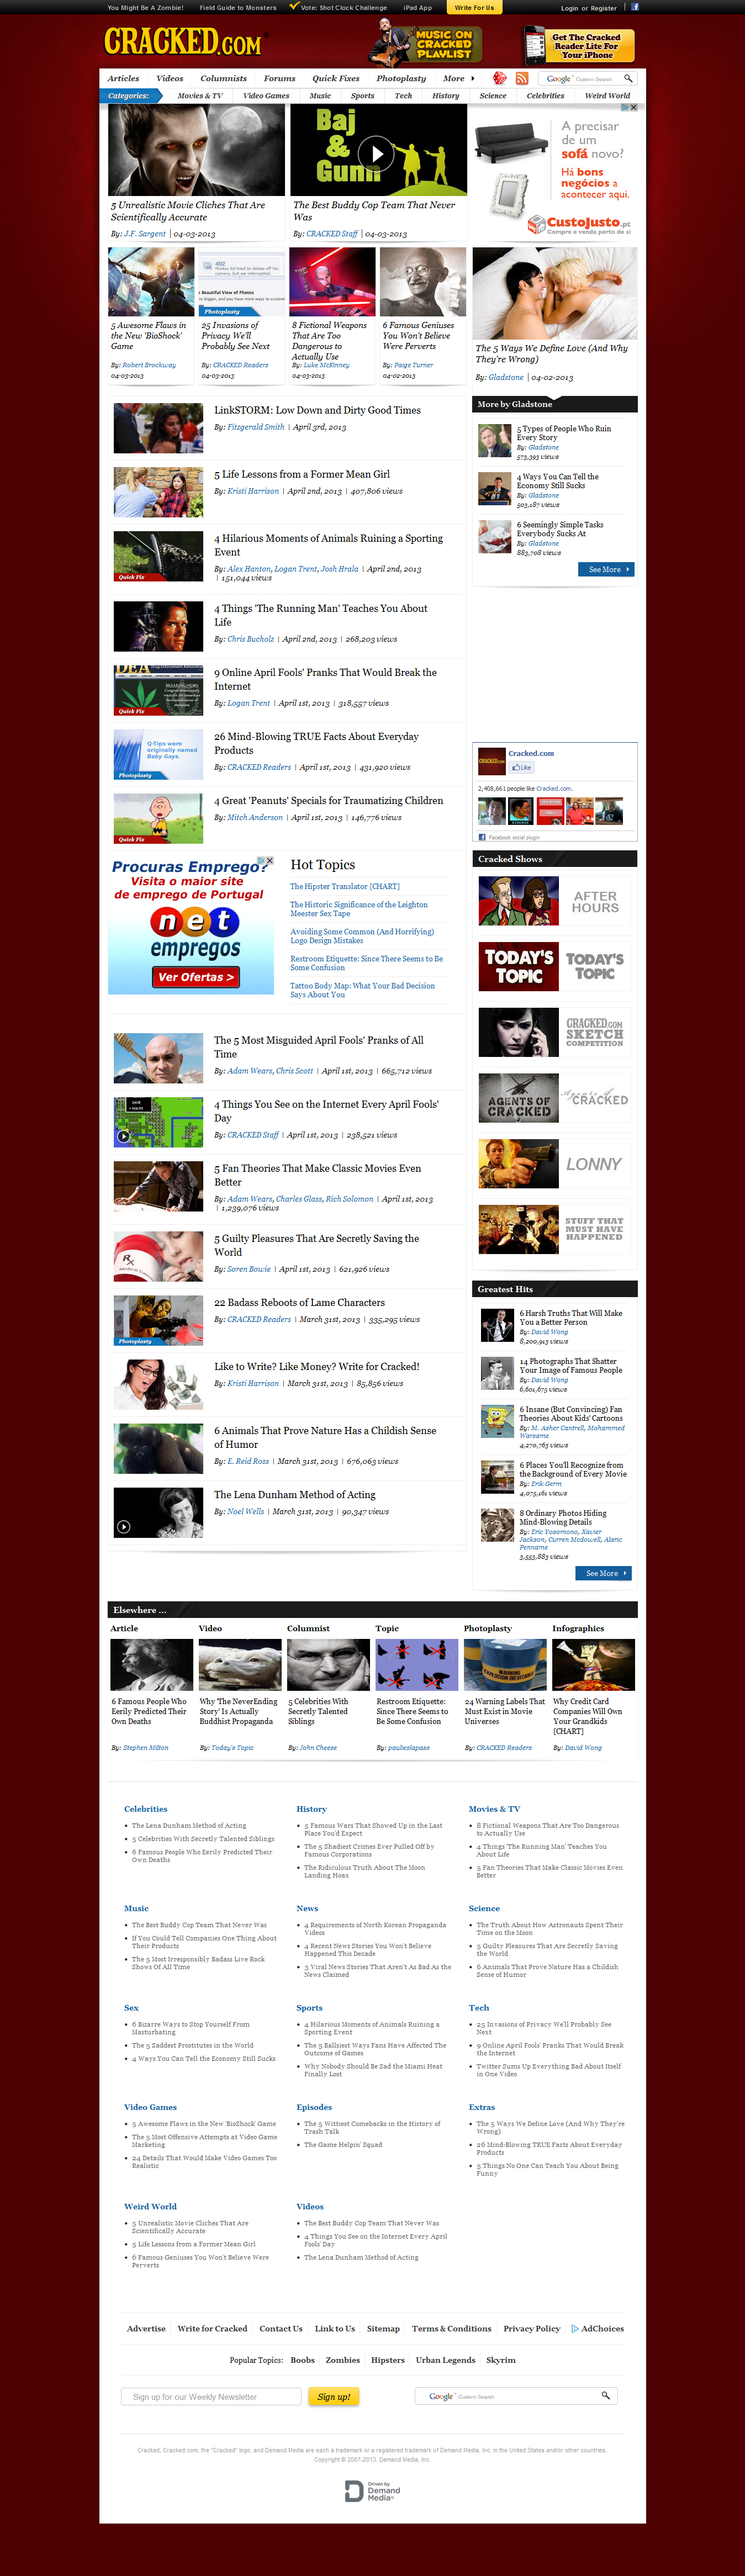 You Might Be A Zombie!
Field Guide to Monsters
Vote: Shot Clock Challenge
iPad App
Write For Us
Login or Register
CRACKED.COM
MUSIC ON CRACKED PLAYLIST
Get The Cracked Reader Lite For Your iPhone
Articles
Videos
Columnists
Forums
Quick Fixes
Photoplasty
More
Google Custom Search
Categories:
Movies & TV
Video Games
Music
Sports
Tech
History
Science
Celebrities
Weird World
Baj & Gunn
A precisar de um sofá novo?
Há bons negócios a acontecer aqui.
CustoJusto.pt
Compra e venda perto de si
5 Unrealistic Movie Cliches That Are
Scientifically Accurate
By: J.F. Sargent | 04-03-2013
The Best Buddy Cop Team That Never
Was
By: CRACKED Staff | 04-03-2013
492
Beautiful View of Photos
Photoplasty
5 Awesome Flaws in
the New 'BioShock'
Game
By: Robert Brockway
04-03-2013
25 Invasions of
Privacy We'll
Probably See Next
By: CRACKED Readers
04-03-2013
8 Fictional Weapons
That Are Too
Dangerous to
Actually Use
By: Luke McKinney
04-03-2013
6 Famous Geniuses
You Won't Believe
Were Perverts
By: Paige Turner
04-02-2013
The 5 Ways We Define Love (And Why
They're Wrong)
By: Gladstone | 04-02-2013
LinkSTORM: Low Down and Dirty Good Times
By: Fitzgerald Smith | April 3rd, 2013
5 Life Lessons from a Former Mean Girl
By: Kristi Harrison | April 2nd, 2013 | 407,806 views
Quick Fix
4 Hilarious Moments of Animals Ruining a Sporting
Event
By: Alex Hanton, Logan Trent, Josh Hrala | April 2nd, 2013
| 151,044 views
4 Things 'The Running Man' Teaches You About
Life
By: Chris Bucholz | April 2nd, 2013 | 268,203 views
DEA
Quick Fix
9 Online April Fools' Pranks That Would Break the
Internet
By: Logan Trent | April 1st, 2013 | 318,557 views
Q-Tips were
originally named
Baby Gays.
Photoplasty
26 Mind-Blowing TRUE Facts About Everyday
Products
By: CRACKED Readers | April 1st, 2013 | 431,920 views
Quick Fix
4 Great 'Peanuts' Specials for Traumatizing Children
By: Mitch Anderson | April 1st, 2013 | 146,776 views
More by Gladstone
5 Types of People Who Ruin
Every Story
By: Gladstone
573,393 views
4 Ways You Can Tell the
Economy Still Sucks
By: Gladstone
503,187 views
6 Seemingly Simple Tasks
Everybody Sucks At
By: Gladstone
883,708 views
See More
Cracked.com
Like
2,408,661 people like Cracked.com.
Facebook social plugin
Procuras Emprego?
Visita o maior site
de emprego de Portugal
net
empregos
Ver Ofertas >
Hot Topics
The Hipster Translator [CHART]
The Historic Significance of the Leighton
Meester Sex Tape
Avoiding Some Common (And Horrifying)
Logo Design Mistakes
Restroom Etiquette: Since There Seems to Be
Some Confusion
Tattoo Body Map: What Your Bad Decision
Says About You
The 5 Most Misguided April Fools' Pranks of All
Time
By: Adam Wears, Chris Scott | April 1st, 2013 | 665,712 views
4 Things You See on the Internet Every April Fools'
Day
By: CRACKED Staff | April 1st, 2013 | 238,521 views
5 Fan Theories That Make Classic Movies Even
Better
By: Adam Wears, Charles Glass, Rich Solomon | April 1st, 2013
| 1,239,076 views
5 Guilty Pleasures That Are Secretly Saving the
World
By: Soren Bowie | April 1st, 2013 | 621,926 views
Photoplasty
22 Badass Reboots of Lame Characters
By: CRACKED Readers | March 31st, 2013 | 335,295 views
Like to Write? Like Money? Write for Cracked!
By: Kristi Harrison | March 31st, 2013 | 85,856 views
6 Animals That Prove Nature Has a Childish Sense
of Humor
By: E. Reid Ross | March 31st, 2013 | 676,063 views
The Lena Dunham Method of Acting
By: Noel Wells | March 31st, 2013 | 90,347 views
Cracked Shows
AFTER HOURS
TODAY'S TOPIC
TODAY'S TOPIC
CRACKED.COM SKETCH COMPETITION
AGENTS OF CRACKED
Agents of CRACKED
LONNY
STUFF THAT MUST HAVE HAPPENED
Greatest Hits
6 Harsh Truths That Will Make
You a Better Person
By: David Wong
8,200,913 views
14 Photographs That Shatter
Your Image of Famous People
By: David Wong
6,601,675 views
6 Insane (But Convincing) Fan
Theories About Kids' Cartoons
By: M. Asher Cantrell, Mohammed
Warsame
4,270,763 views
6 Places You'll Recognize from
the Background of Every Movie
By: Erik Germ
4,075,161 views
8 Ordinary Photos Hiding
Mind-Blowing Details
By: Eric Yosomono, Xavier
Jackson, Curren Mcdowell, Alaric
Penname
3,553,883 views
See More
Elsewhere ...
Article
Video
Columnist
Topic
Photoplasty
Infographics
6 Famous People Who
Eerily Predicted Their
Own Deaths
By: Stephen Milton
Why 'The NeverEnding
Story' Is Actually
Buddhist Propaganda
By: Today's Topic
5 Celebrities With
Secretly Talented
Siblings
By: John Cheese
Restroom Etiquette:
Since There Seems to
Be Some Confusion
By: paulieslapass
24 Warning Labels That
Must Exist in Movie
Universes
By: CRACKED Readers
Why Credit Card
Companies Will Own
Your Grandkids
[CHART]
By: David Wong
Celebrities
The Lena Dunham Method of Acting
5 Celebrities With Secretly Talented Siblings
6 Famous People Who Eerily Predicted Their
Own Deaths
History
5 Famous Wars That Showed Up in the Last
Place You'd Expect
The 5 Shadiest Crimes Ever Pulled Off by
Famous Corporations
The Ridiculous Truth About The Moon
Landing Hoax
Movies & TV
8 Fictional Weapons That Are Too Dangerous
to Actually Use
4 Things 'The Running Man' Teaches You
About Life
5 Fan Theories That Make Classic Movies Even
Better
Music
The Best Buddy Cop Team That Never Was
If You Could Tell Companies One Thing About
Their Products
The 5 Most Irresponsibly Badass Live Rock
Shows Of All Time
News
4 Requirements of North Korean Propaganda
Videos
4 Recent News Stories You Won't Believe
Happened This Decade
3 Viral News Stories That Aren't As Bad As the
News Claimed
Science
The Truth About How Astronauts Spent Their
Time on the Moon
5 Guilty Pleasures That Are Secretly Saving
the World
6 Animals That Prove Nature Has a Childish
Sense of Humor
Sex
6 Bizarre Ways to Stop Yourself From
Masturbating
The 5 Saddest Prostitutes in the World
4 Ways You Can Tell the Economy Still Sucks
Sports
4 Hilarious Moments of Animals Ruining a
Sporting Event
The 5 Ballsiest Ways Fans Have Affected The
Outcome of Games
Why Nobody Should Be Sad the Miami Heat
Finally Lost
Tech
25 Invasions of Privacy We'll Probably See
Next
9 Online April Fools' Pranks That Would Break
the Internet
Twitter Sums Up Everything Bad About Itself
in One Video
Video Games
5 Awesome Flaws in the New 'BioShock' Game
The 5 Most Offensive Attempts at Video Game
Marketing
24 Details That Would Make Video Games Too
Realistic
Episodes
The 5 Wittiest Comebacks in the History of
Trash Talk
The Game Helpin' Squad
Extras
The 5 Ways We Define Love (And Why They're
Wrong)
26 Mind-Blowing TRUE Facts About Everyday
Products
5 Things No One Can Teach You About Being
Funny
Weird World
5 Unrealistic Movie Cliches That Are
Scientifically Accurate
5 Life Lessons from a Former Mean Girl
6 Famous Geniuses You Won't Believe Were
Perverts
Videos
The Best Buddy Cop Team That Never Was
4 Things You See on the Internet Every April
Fools' Day
The Lena Dunham Method of Acting
Advertise
Write for Cracked
Contact Us
Link to Us
Sitemap
Terms & Conditions
Privacy Policy
AdChoices
Popular Topics: Boobs Zombies Hipsters Urban Legends Skyrim
Sign up for our Weekly Newsletter
Sign up!
Google Custom Search
Cracked, Cracked.com, the "Cracked" logo, and Demand Media are each a trademark or a registered trademark of Demand Media, Inc. in the United States and/or other countries.
Copyright © 2007-2013. Demand Media, Inc.
Driven by
Demand
Media